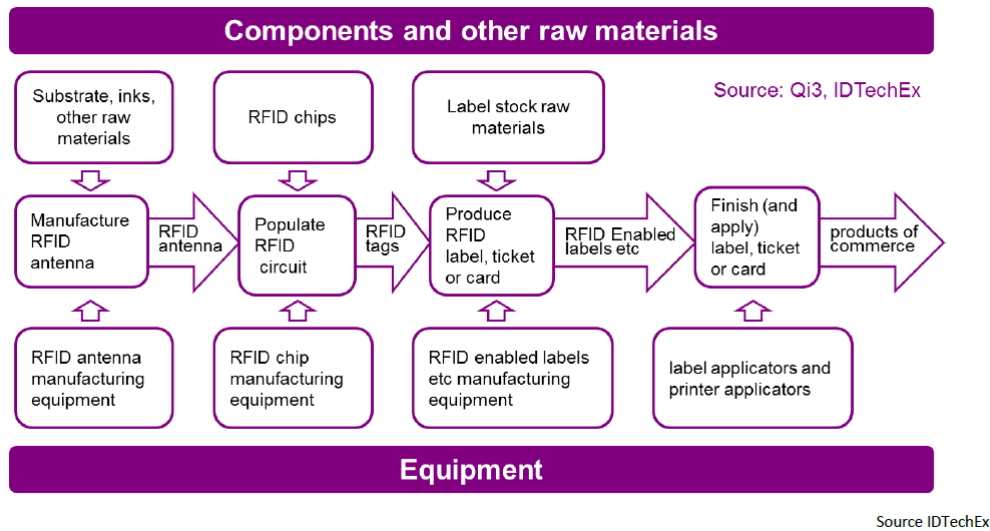 Components and other raw materials
Substrate, inks,
other raw
materials
RFID chips
Label stock raw
materials
Source: Qi3, IDTechEx
Manufacture
RFID
antenna
RFID
antenna
Populate
RFID
circuit
RFID
tags
Produce
RFID
label, ticket
or card
RFID Enabled
labels etc
Finish (and
apply)
label, ticket
or card
products of
commerce
RFID antenna
manufacturing
equipment
RFID chip
manufacturing
equipment
RFID enabled labels
etc manufacturing
equipment
label applicators and
printer applicators
Equipment
Source IDTechEx